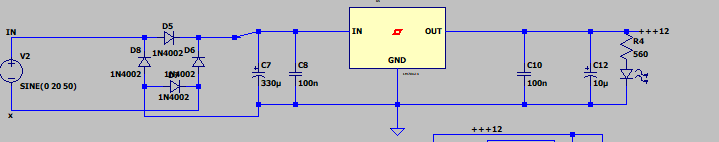 IN
D5
+++12
V2
D8
1N4002
D6
IN
OUT
R4
1N4002
1N4002
C7
C8
GND
C10
C12
560
SINE(0 20 50)
1N4002
330µ
100n
100n
10µ
x
+++12